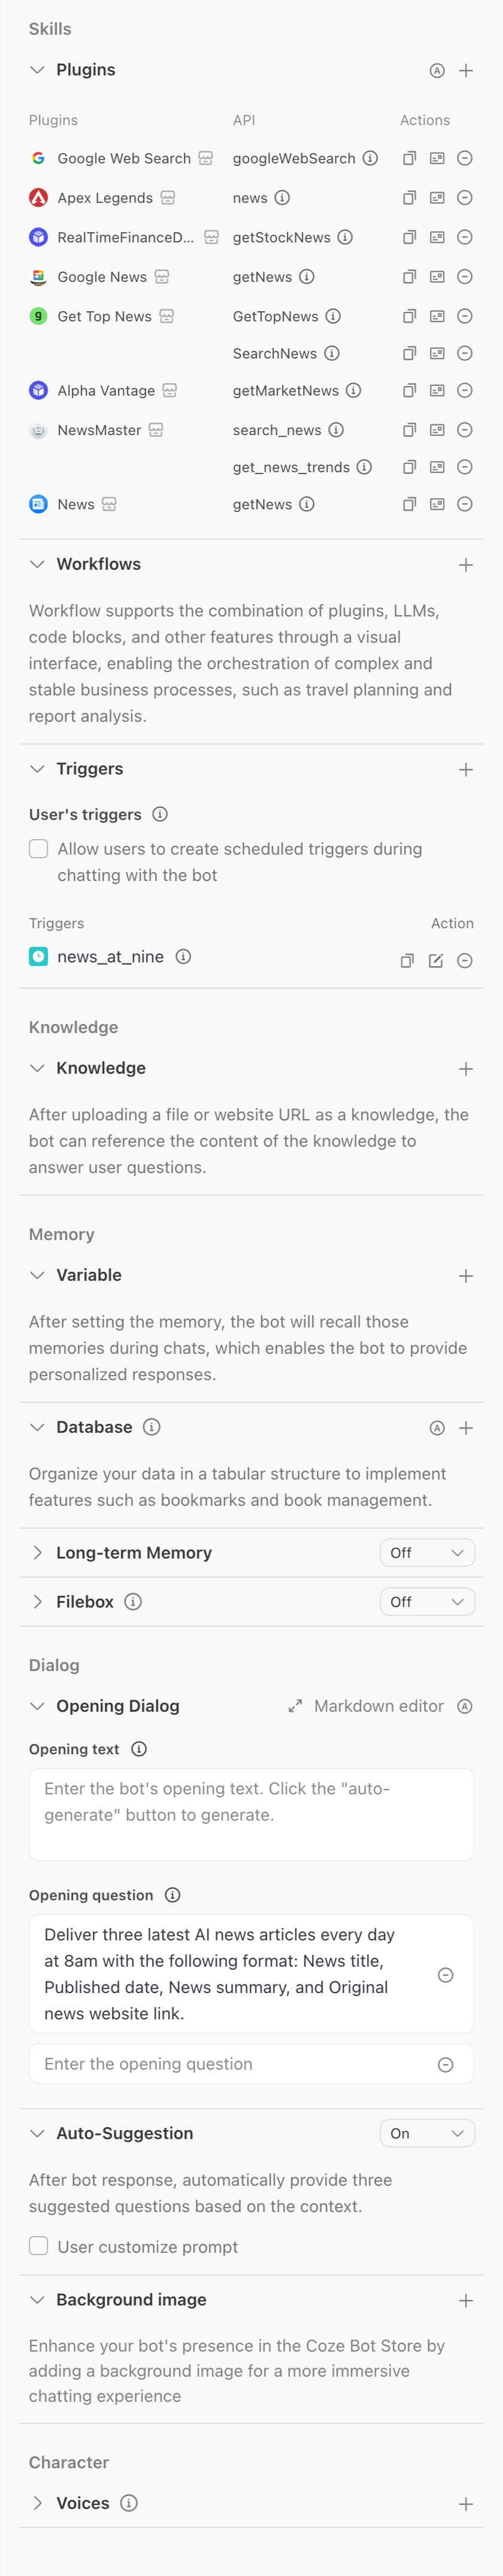 Skills
Plugins
Plugins API Actions
Google Web Search googleWebSearch
Apex Legends news
RealTimeFinanceD... getStockNews
Google News getNews
Get Top News GetTopNews
SearchNews
Alpha Vantage getMarketNews
NewsMaster search_news
get_news_trends
News getNews
Workflows
Workflow supports the combination of plugins, LLMs,
code blocks, and other features through a visual
interface, enabling the orchestration of complex and
stable business processes, such as travel planning and
report analysis.
Triggers
User's triggers
Allow users to create scheduled triggers during
chatting with the bot
Triggers Action
news_at_nine
Knowledge
Knowledge
After uploading a file or website URL as a knowledge, the
bot can reference the content of the knowledge to
answer user questions.
Memory
Variable
After setting the memory, the bot will recall those
memories during chats, which enables the bot to provide
personalized responses.
Database
Organize your data in a tabular structure to implement
features such as bookmarks and book management.
Long-term Memory Off
Filebox Off
Dialog
Opening Dialog Markdown editor
Opening text
Enter the bot's opening text. Click the "auto-
generate" button to generate.
Opening question
Deliver three latest AI news articles every day
at 8am with the following format: News title,
Published date, News summary, and Original
news website link.
Enter the opening question
Auto-Suggestion On
After bot response, automatically provide three
suggested questions based on the context.
User customize prompt
Background image
Enhance your bot's presence in the Coze Bot Store by
adding a background image for a more immersive
chatting experience
Character
Voices